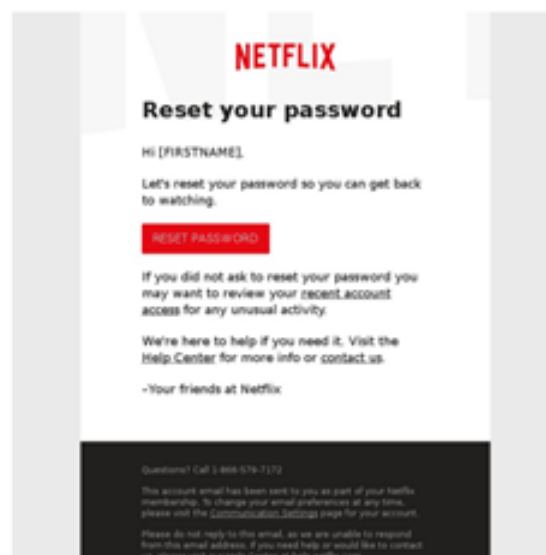 NETFLIX
Reset your password
Hi [FIRSTNAME],
Let's reset your password so you can get back
to watching.
RESET PASSWORD
If you did not ask to reset your password you
may want to review your recent account
access for any unusual activity.
We're here to help if you need it. Visit the
Help Center for more info or contact us.
–Your friends at Netflix
Questions? Call 1-866-579-7172
This account email has been sent to you as part of your Netflix
membership. To change your email preferences at any time,
please visit the Communication Settings page for your account.
Please do not reply to this email, as we are unable to respond
from this email address. If you need help or would like to contact